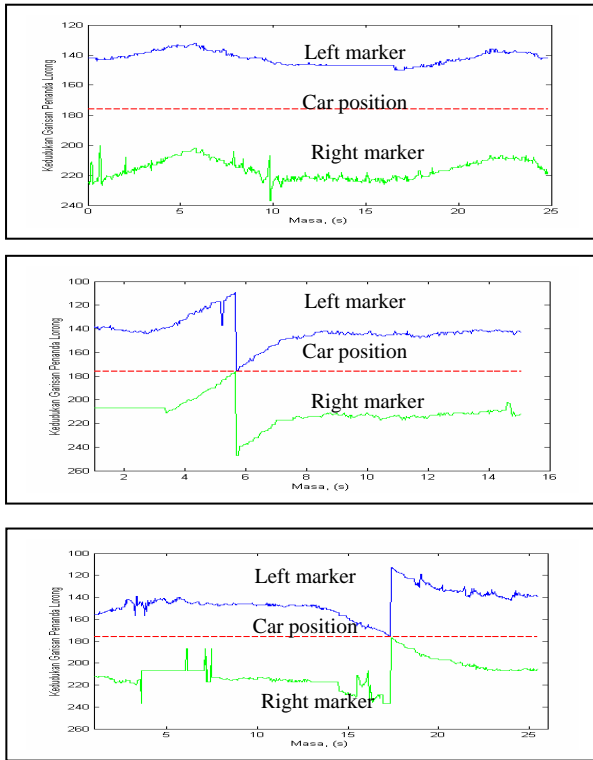 120
140
160
180
200
220
240
Kedudukan Garisan Penanda Lorong
Left marker
Car position
Right marker
0 5 10 15 20 25
Masa, (s)
100
120
140
160
180
200
220
240
260
Kedudukan Garisan Penanda Lorong
Left marker
Car position
Right marker
2 4 6 8 10 12 14 16
Masa, (s)
100
120
140
160
180
200
220
240
260
Kedudukan Garisan Penanda Lorong
Left marker
Car position
Right marker
5 10 15 20 25
Masa, (s)